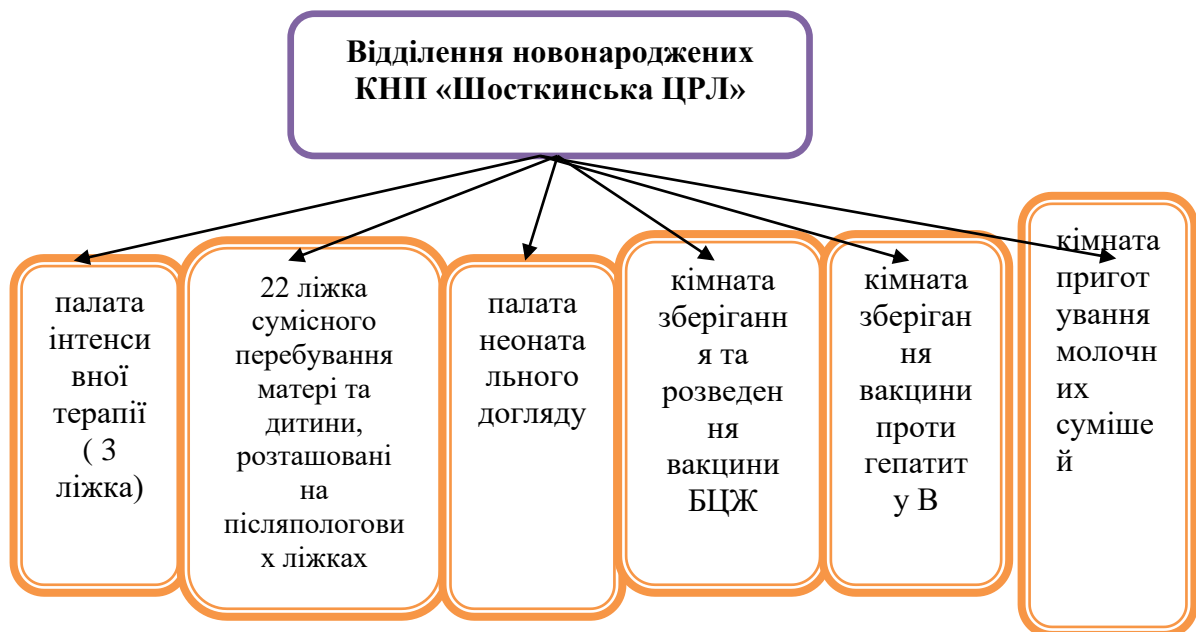 Відділення новонароджених
КНП «Шосткинська ЦРЛ»
палата
інтенси
вної
терапії
( 3
ліжка)
22 ліжка
сумісного
перебування
матері та
дитини,
розташовані
на
післяпологови
х ліжках
палата
неоната
льного
догляду
кімната
зберіганн
я та
розведен
ня
вакцини
БЦЖ
кімната
зберіган
ня
вакцини
проти
гепатит
у В
кімната
пригот
ування
молочн
их
суміше
й